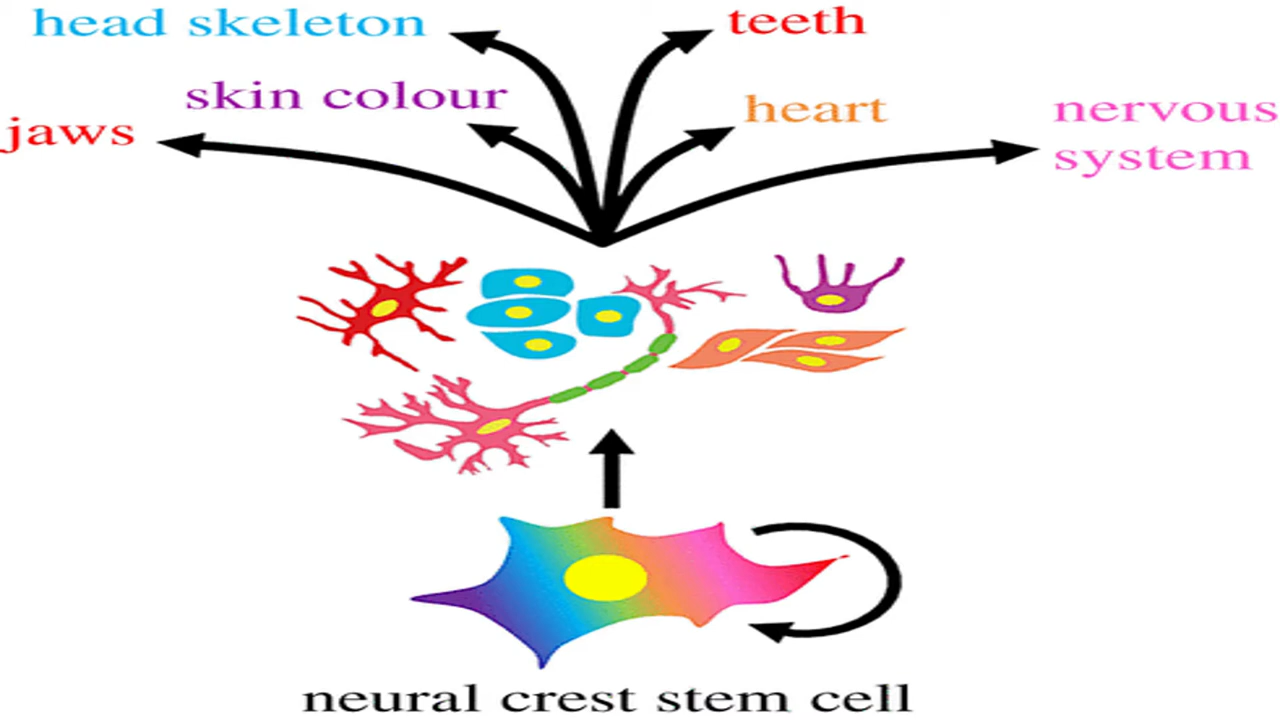 head skeleton
teeth
skin colour
heart
jaws
nervous
system
neural crest stem cell